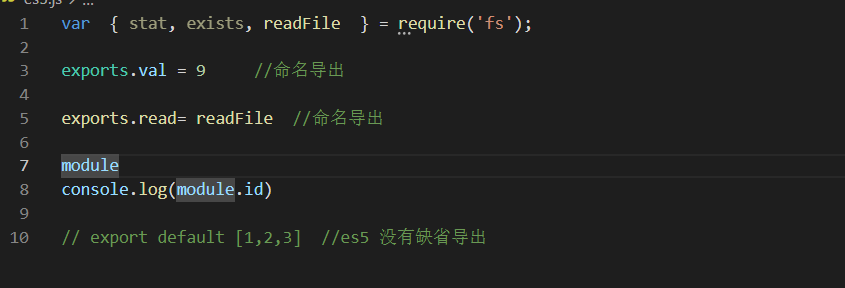 es5.js > ...
1 var  { stat, exists, readFile  } = require('fs');
2
3 exports.val = 9     //命名导出
4
5 exports.read= readFile  //命名导出
6
7 module
8 console.log(module.id)
9
10 // export default [1,2,3]  //es5 没有缺省导出